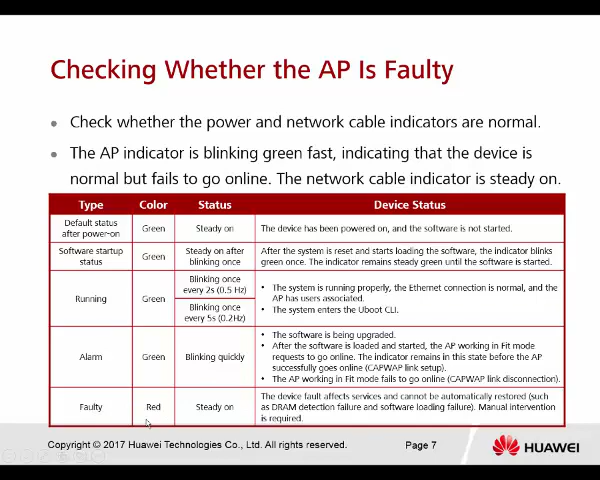 Checking Whether the AP Is Faulty
Check whether the power and network cable indicators are normal.
The AP indicator is blinking green fast, indicating that the device is
normal but fails to go online. The network cable indicator is steady on.
Type Color Status Device Status
Default status
after power-on
Green
Steady on
The device has been powered on, and the software is not started.
Software startup
status
Green
Steady on after
blinking once
After the system is reset and starts loading the software, the indicator blinks
green once. The indicator remains steady green until the software is started.
Running
Green
Blinking once
every 2s (0.5 Hz)
Blinking once
every 5s (0.2Hz)
• The system is running properly, the Ethernet connection is normal, and the
AP has users associated.
• The system enters the Uboot CLI.
Alarm
Green
Blinking quickly
• The software is being upgraded.
• After the software is loaded and started, the AP working in Fit mode
requests to go online. The indicator remains in this state before the AP
successfully goes online (CAPWAP link setup).
• The AP working in Fit mode fails to go online (CAPWAP link disconnection).
Faulty
Red
Steady on
The device fault affects services and cannot be automatically restored (such
as DRAM detection failure and software loading failure). Manual intervention
is required.
Copyright © 2017 Huawei Technologies Co., Ltd. All rights reserved.
Page 7
HUAWEI